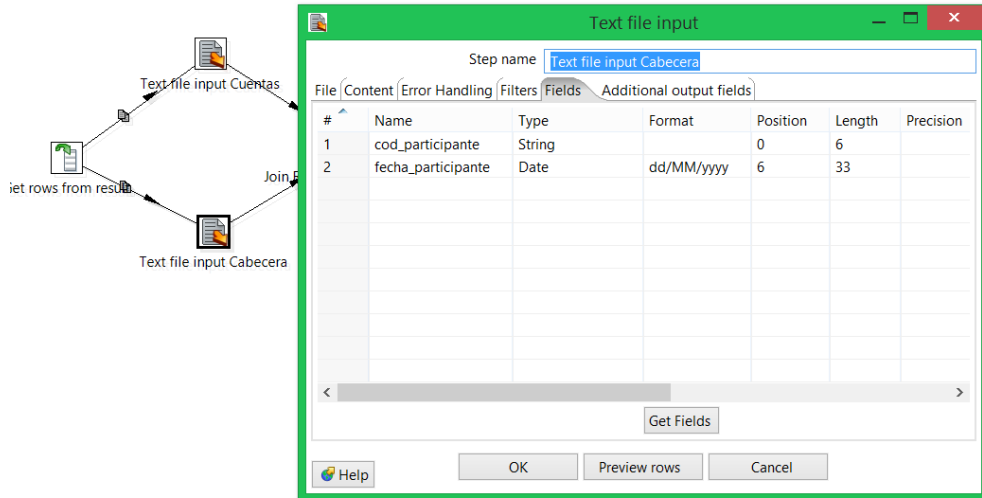 Text file input Cuentas
iet rows from result
Join
Text file input Cabecera
Text file input
Step name Text file input Cabecera
File Content Error Handling Filters Fields Additional output fields
# Name Type Format Position Length Precision
1 cod_participante String 0 6
2 fecha_participante Date dd/MM/yyyy 6 33
Get Fields
Help OK Preview rows Cancel